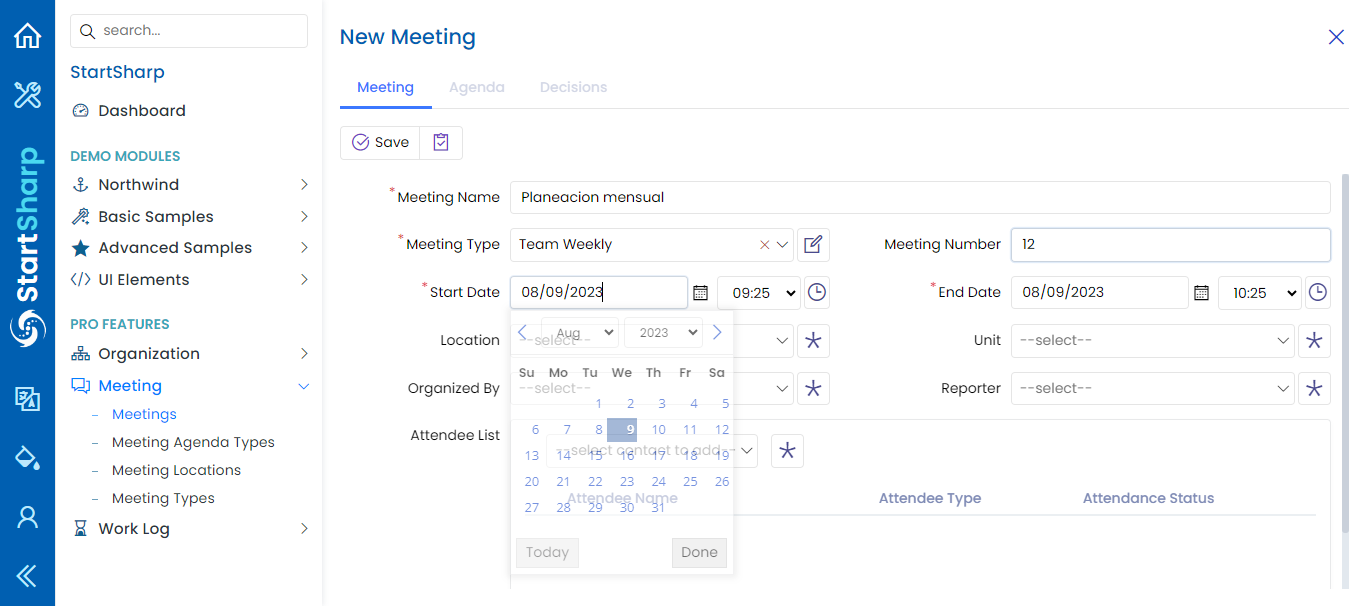 search...
StartSharp
Dashboard
DEMO MODULES
Northwind
Basic Samples
Advanced Samples
UI Elements
PRO FEATURES
Organization
Meeting
Meetings
Meeting Agenda Types
Meeting Locations
Meeting Types
Work Log
StartSharp
New Meeting
Meeting Agenda Decisions
Save
*Meeting Name Planeacion mensual
*Meeting Type Team Weekly Meeting Number 12
*Start Date 08/09/2023 09:25 *End Date 08/09/2023 10:25
Aug 2023
Location --select-- Unit --select--
Su Mo Tu We Th Fr Sa
Organized By --select-- Reporter --select--
1 2 3 4 5
Attendee List 6 7 8 9 10 11 12
--select contact to add--
13 14 15 16 17 18 19
20 21 22 23 24 25 26
Attendee Name Attendee Type Attendance Status
27 28 29 30 31
Today Done